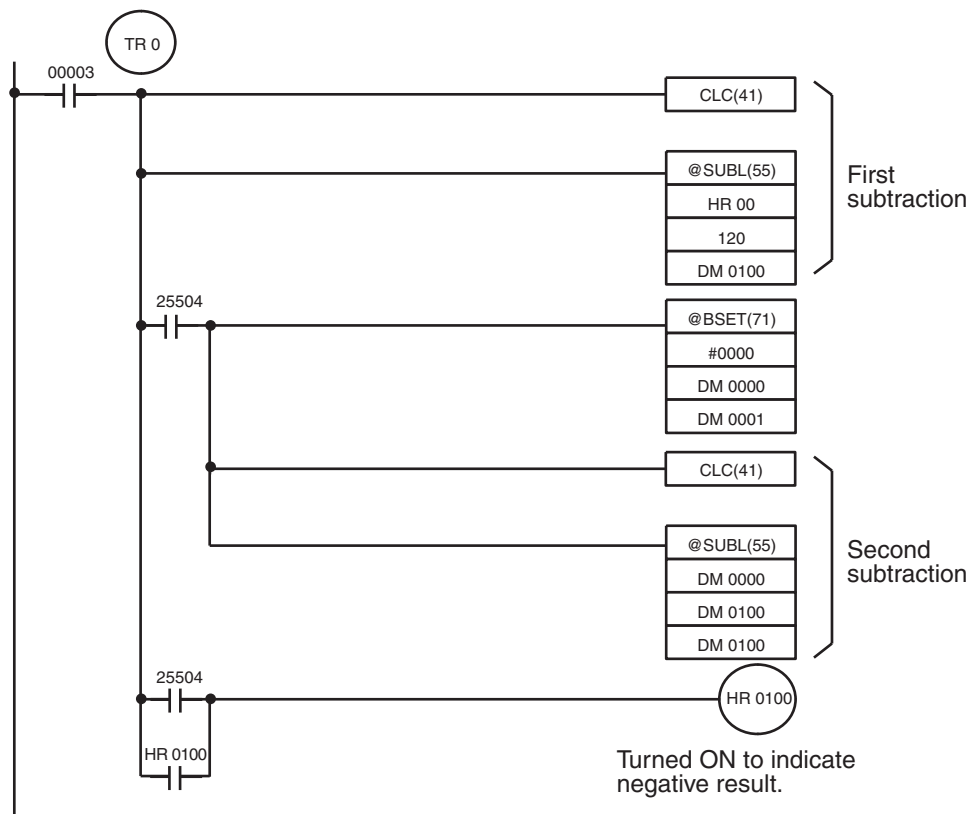 TR 0
00003
CLC(41)
@SUBL(55)
HR 00
120
DM 0100
First
subtraction
25504
@BSET(71)
#0000
DM 0000
DM 0001
CLC(41)
@SUBL(55)
DM 0000
DM 0100
DM 0100
Second
subtraction
25504
HR 0100
HR 0100
Turned ON to indicate
negative result.